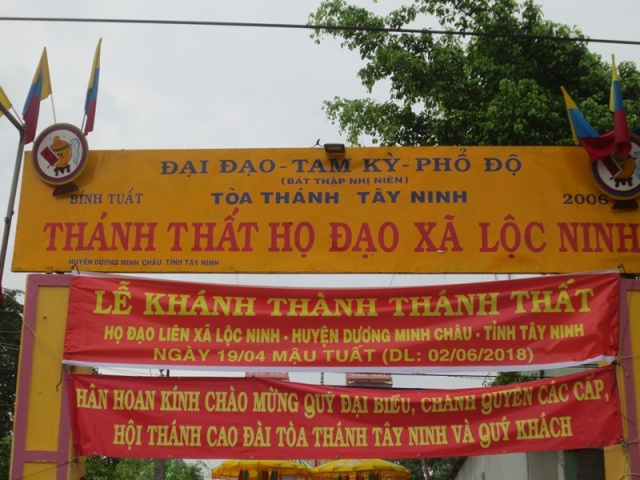 ĐẠI ĐẠO - TAM KỲ - PHỔ ĐỘ
(BÁT THẬP NHỊ NIÊN)
BÍNH TUẤT TÒA THÁNH TÂY NINH 2006
THÁNH THẤT HỌ ĐẠO XÃ LỘC NINH
HUYỆN DƯƠNG MINH CHÂU TỈNH TÂY NINH
LỄ KHÁNH THÀNH THÁNH THẤT
HỌ ĐẠO LIÊN XÃ LỘC NINH - HUYỆN DƯƠNG MINH CHÂU - TỈNH TÂY NINH
NGÀY 19/04 MẬU TUẤT (DL: 02/06/2018)
HÂN HOAN KÍNH CHÀO MỪNG QUÝ ĐẠI BIỂU, CHÁNH QUYỀN CÁC CẤP,
HỘI THÁNH CAO ĐÀI TÒA THÁNH TÂY NINH VÀ QUÝ KHÁCH